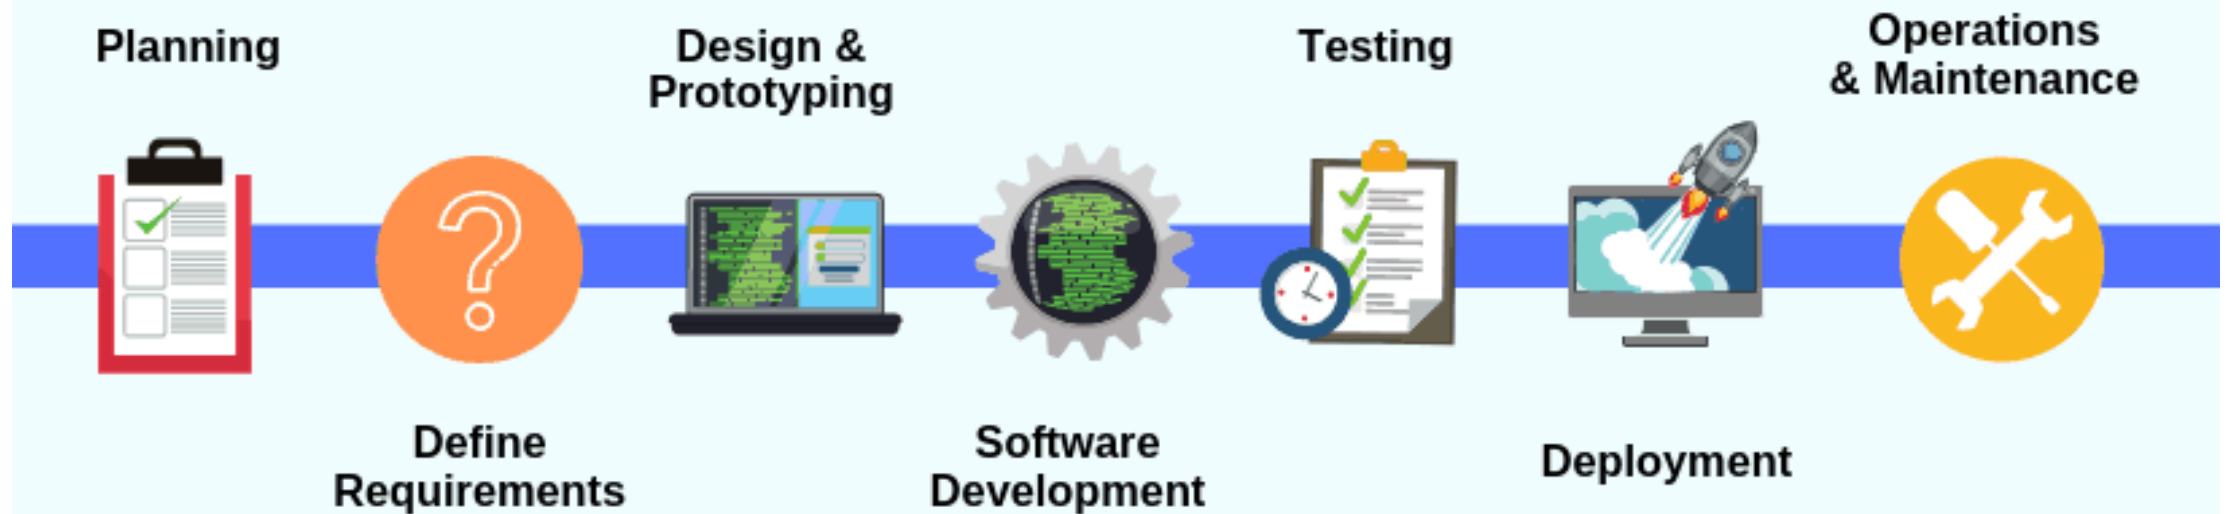 Planning
Define
Requirements
Design &
Prototyping
Software
Development
Testing
Deployment
Operations
& Maintenance